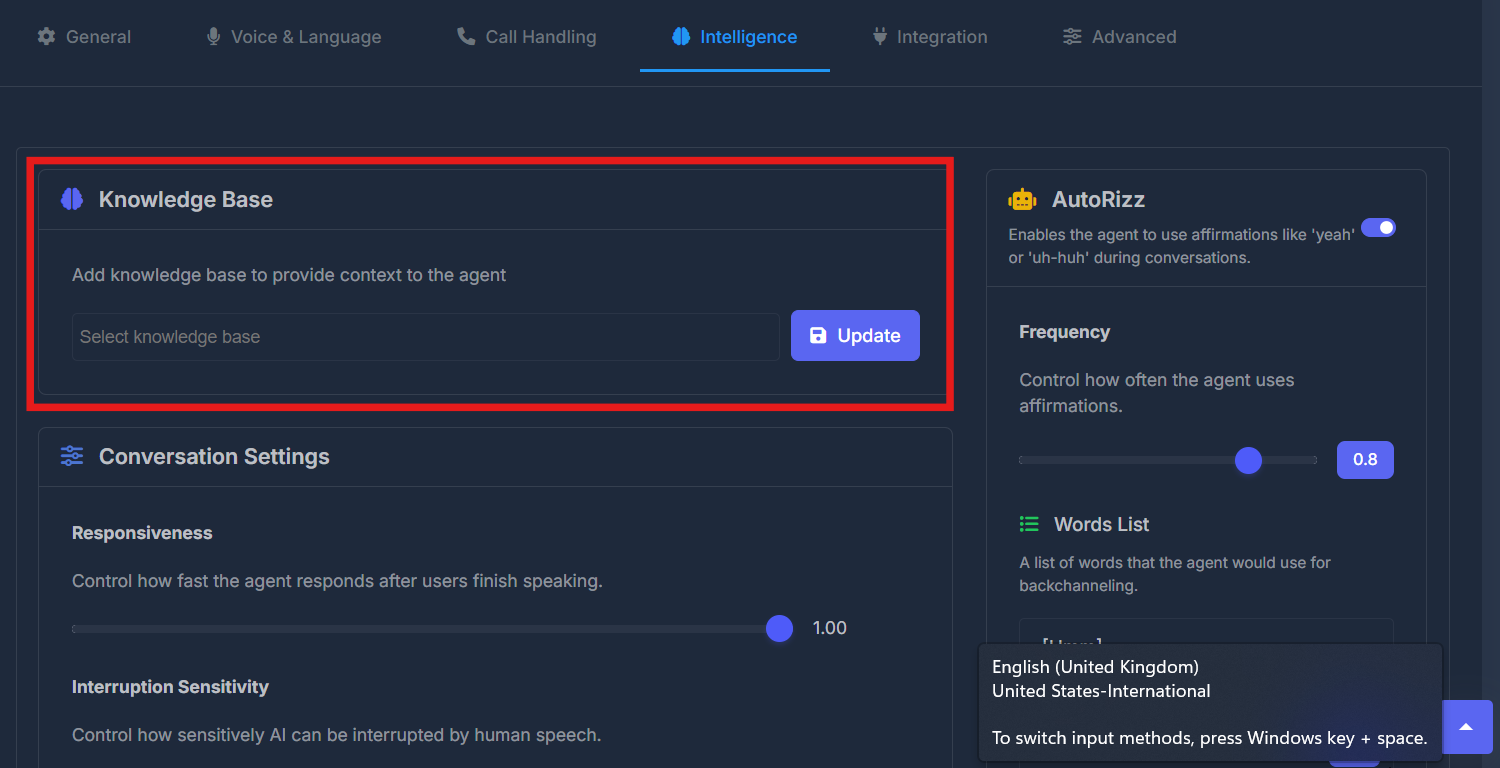 General
Voice & Language
Call Handling
Intelligence
Integration
Advanced
Knowledge Base
Add knowledge base to provide context to the agent
Select knowledge base
Update
Conversation Settings
Responsiveness
Control how fast the agent responds after users finish speaking.
1.00
Interruption Sensitivity
Control how sensitively AI can be interrupted by human speech.
AutoRizz
Enables the agent to use affirmations like 'yeah'
or 'uh-huh' during conversations.
Frequency
Control how often the agent uses
affirmations.
0.8
Words List
A list of words that the agent would use for
backchanneling.
English (United Kingdom)
United States-International
To switch input methods, press Windows key + space.